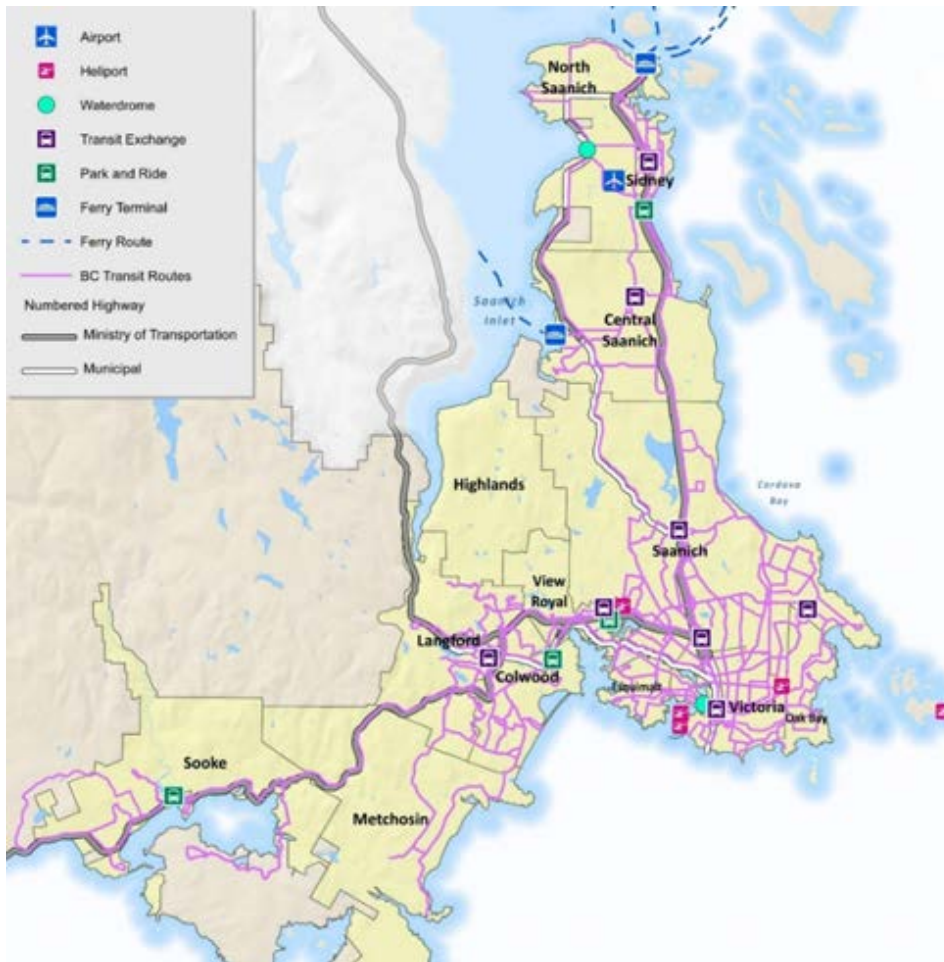 Airport
Heliport
Waterdrome
Transit Exchange
Park and Ride
Ferry Terminal
Ferry Route
BC Transit Routes
Numbered Highway
Ministry of Transportation
Municipal
North
Saanich
Sidney
Saanich
Inlet
Central
Saanich
Highlands
Cordova
Bay
Saanich
View
Royal
Langford
Colwood
Esquimalt
Victoria
Oak Bay
Sooke
Metchosin